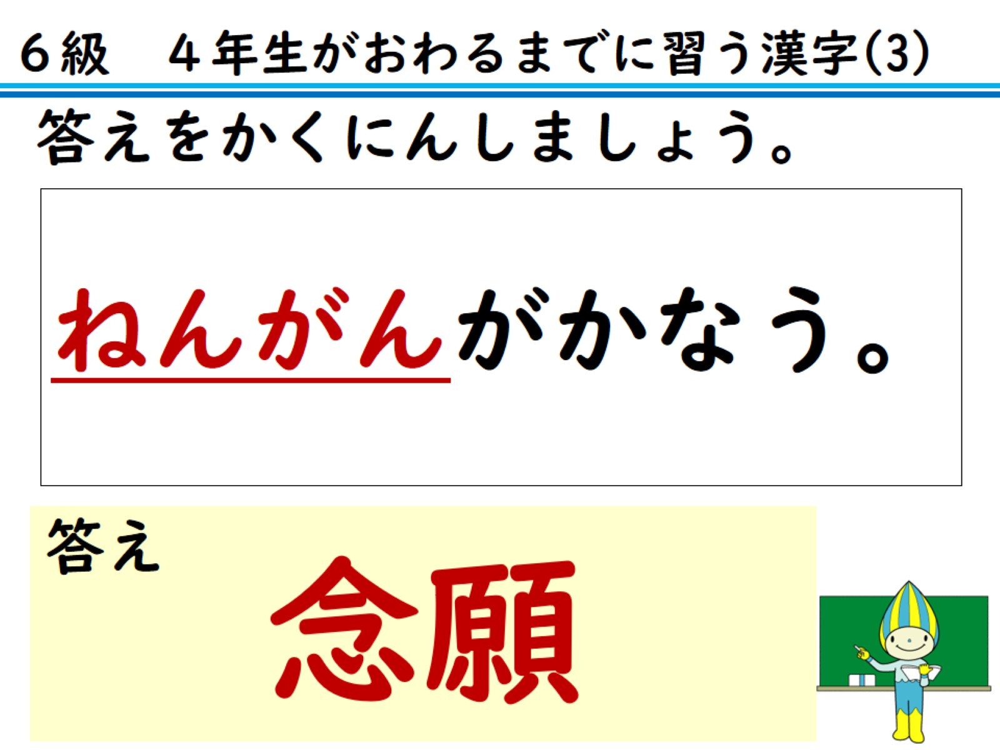 ６級　４年生がおわるまでに習う漢字(3)
答えをかくにんしましょう。
ねんがんがかなう。
答え
念願